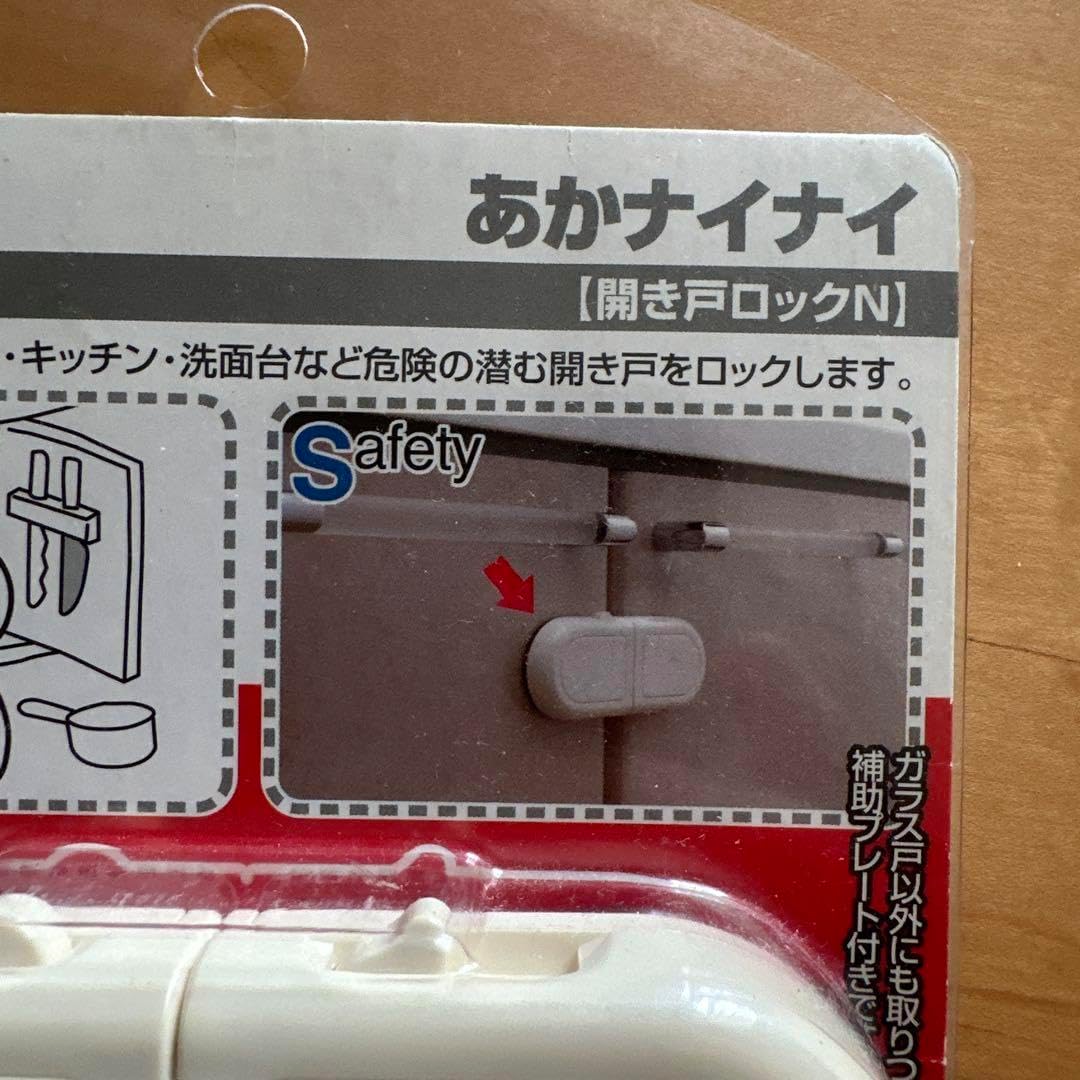 あかナイナイ
【開き戸ロックN】
・キッチン・洗面台など危険の潜む開き戸をロックします。
Safety
ガラス戸以外にも取りつ
補助プレート付きで